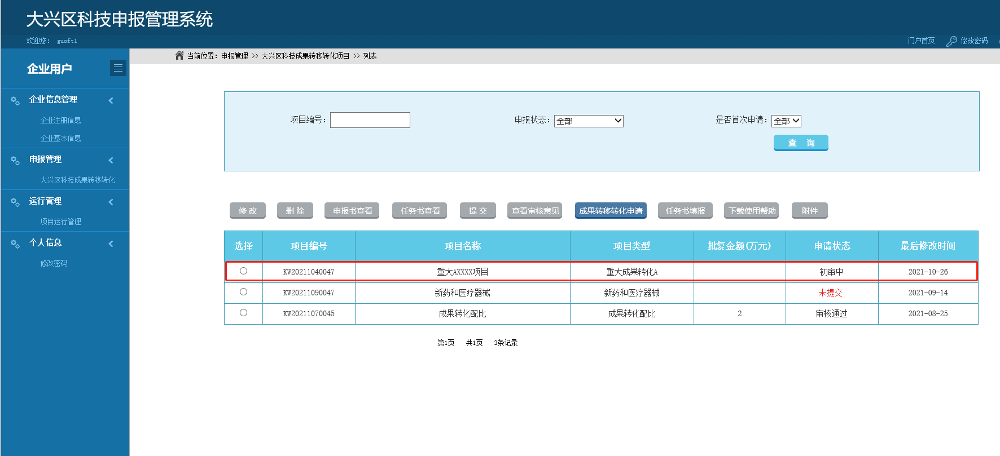 大兴区科技申报管理系统
欢迎您： guoft1
门户首页 修改密码
企业用户
当前位置：申报管理 >> 大兴区科技成果转移转化项目 >> 列表
企业信息管理
企业注册信息
企业基本信息
申报管理
大兴区科技成果转移转化
运行管理
项目运行管理
个人信息
修改密码
项目编号：
申报状态： 全部
是否首次申请： 全部
查 询
修 改 删 除 申报书查看 任务书查看 提 交 查看审核意见 成果转移转化申请 任务书填报 下载使用帮助 附件
选择 项目编号 项目名称 项目类型 批复金额(万元) 申请状态 最后修改时间
KW20211040047 重大AXXXX项目 重大成果转化A 初审中 2021-10-26
KW20211090047 新药和医疗器械 新药和医疗器械 未提交 2021-09-14
KW20211070045 成果转化配比 成果转化配比 2 审核通过 2021-08-25
第1页 共1页 3条记录